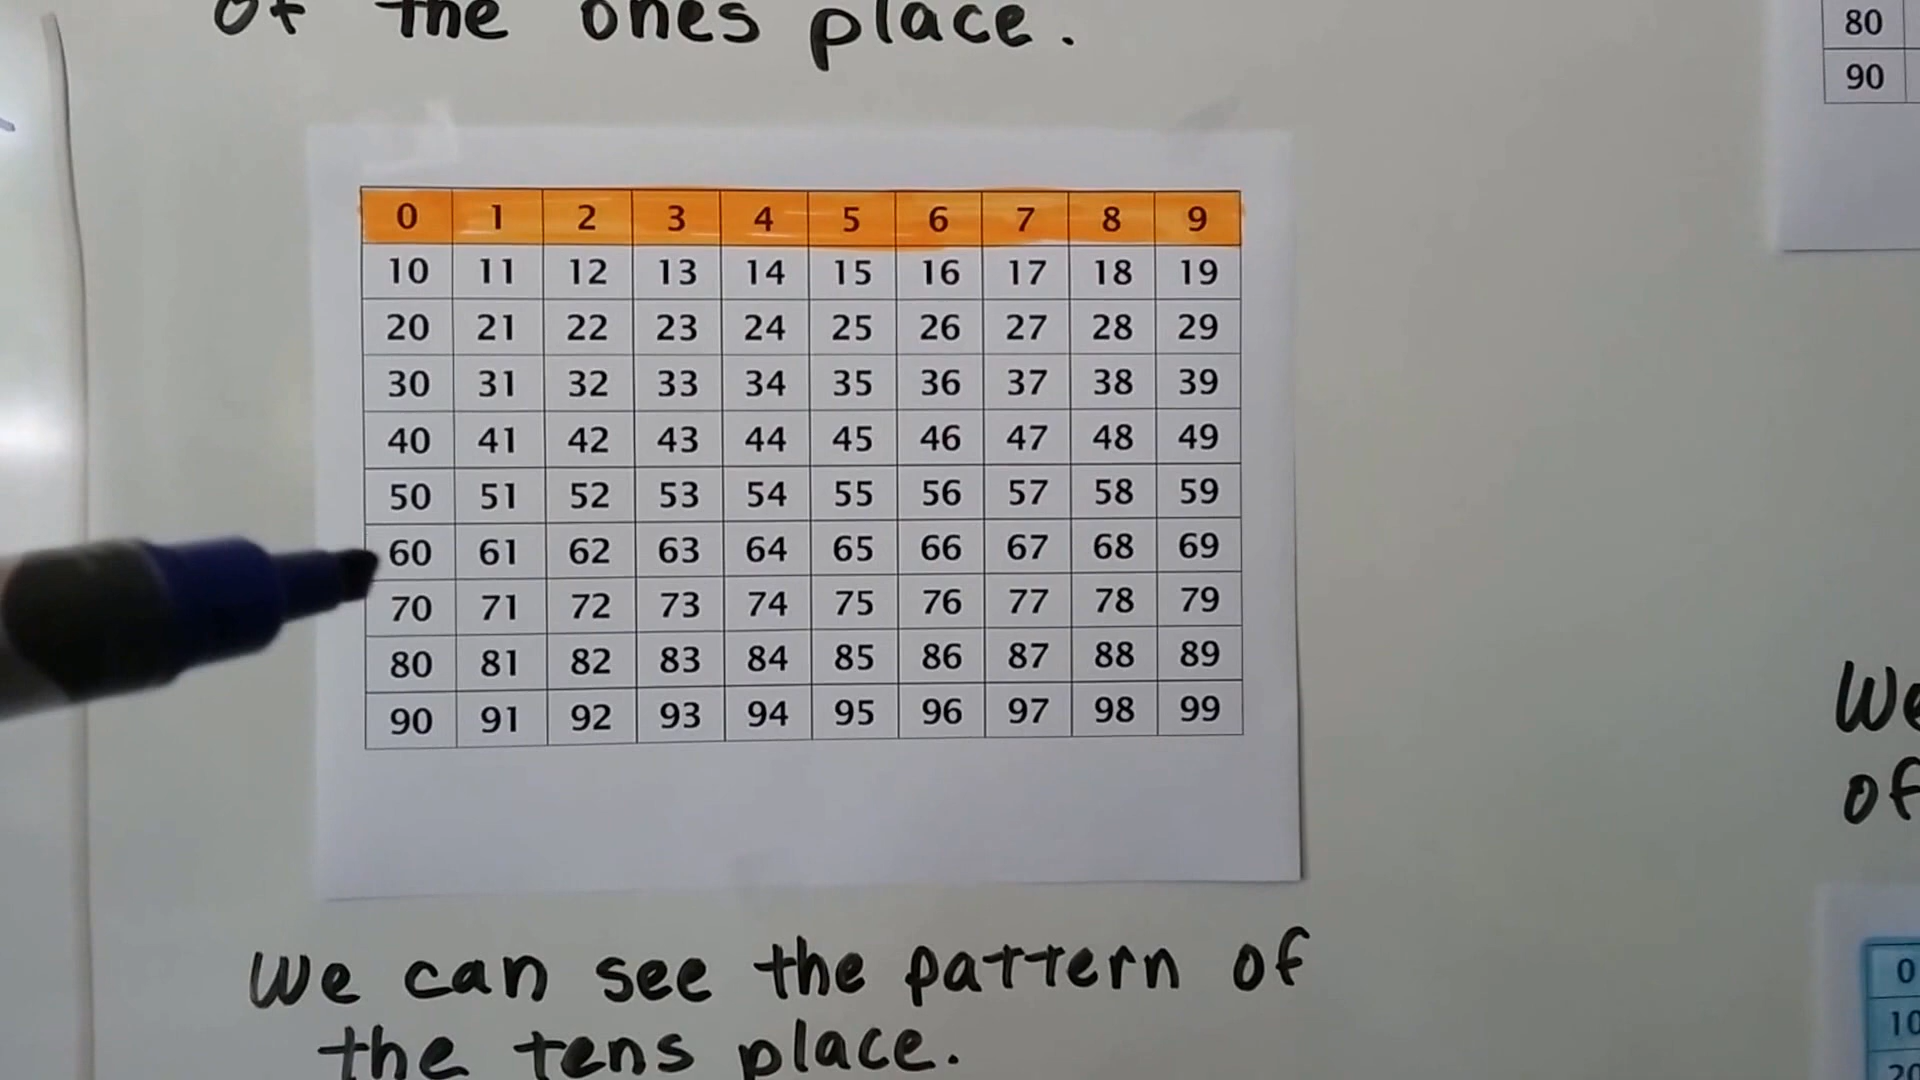 of the ones place.
80
90
0 1 2 3 4 5 6 7 8 9
10 11 12 13 14 15 16 17 18 19
20 21 22 23 24 25 26 27 28 29
30 31 32 33 34 35 36 37 38 39
40 41 42 43 44 45 46 47 48 49
50 51 52 53 54 55 56 57 58 59
60 61 62 63 64 65 66 67 68 69
70 71 72 73 74 75 76 77 78 79
80 81 82 83 84 85 86 87 88 89
90 91 92 93 94 95 96 97 98 99
We can see the pattern of
the tens place.
We
of
0
10
20